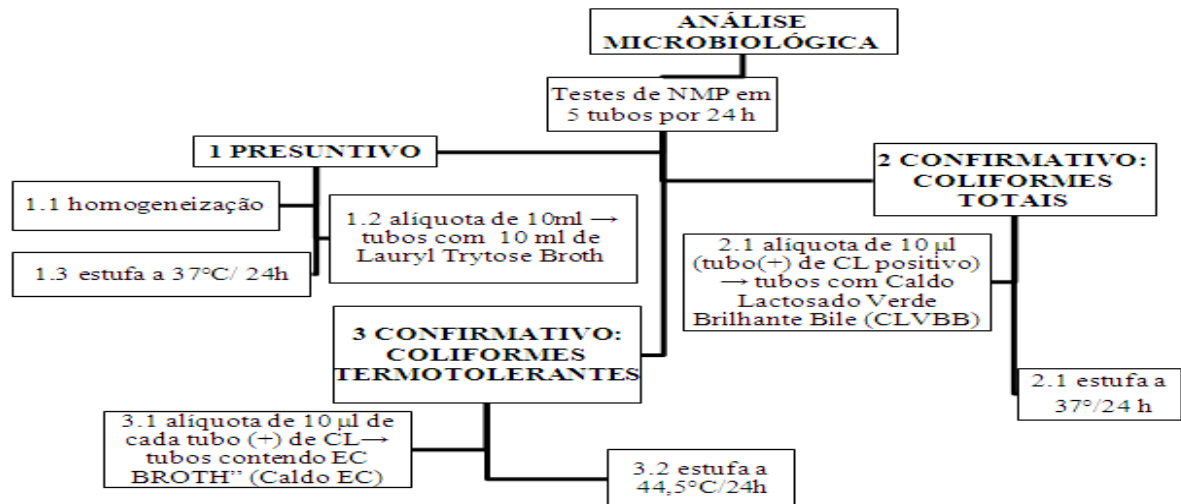 ANÁLISE
MICROBIOLÓGICA
Testes de NMP em
5 tubos por 24 h
1 PRESUNTIVO
1.1 homogeneização
1.2 alíquota de 10ml →
tubos com 10 ml de
Lauryl Trytose Broth
1.3 estufa a 37°C/ 24h
2 CONFIRMATIVO:
COLIFORMES
TOTAIS
2.1 alíquota de 10 µl
(tubo(+) de CL positivo)
→ tubos com Caldo
Lactosado Verde
Brilhante Bile (CLVBB)
2.1 estufa a
37°/24 h
3 CONFIRMATIVO:
COLIFORMES
TERMOTOLERANTES
3.1 alíquota de 10 µl de
cada tubo (+) de CL→
tubos contendo EC
BROTH” (Caldo EC)
3.2 estufa a
44,5°C/24h